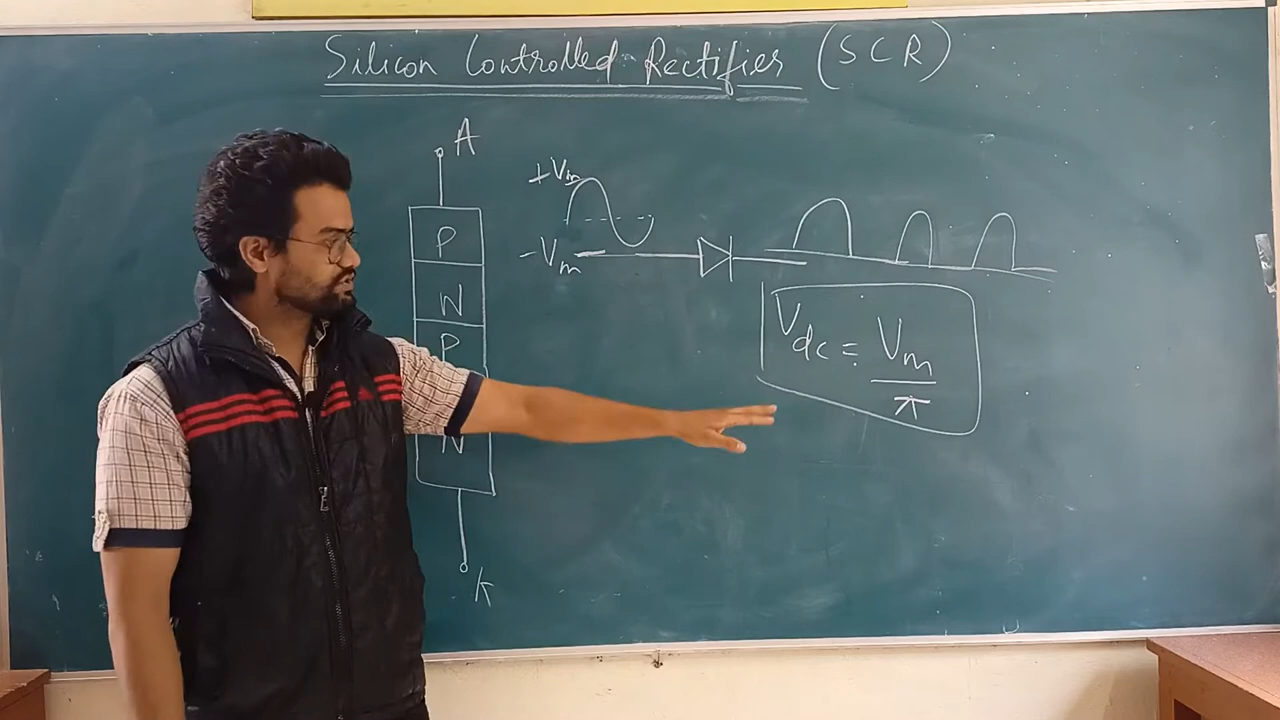 Silicon Controlled Rectifier (SCR)
A
P
N
P
N
K
+Vm
-Vm
Vdc = Vm/π